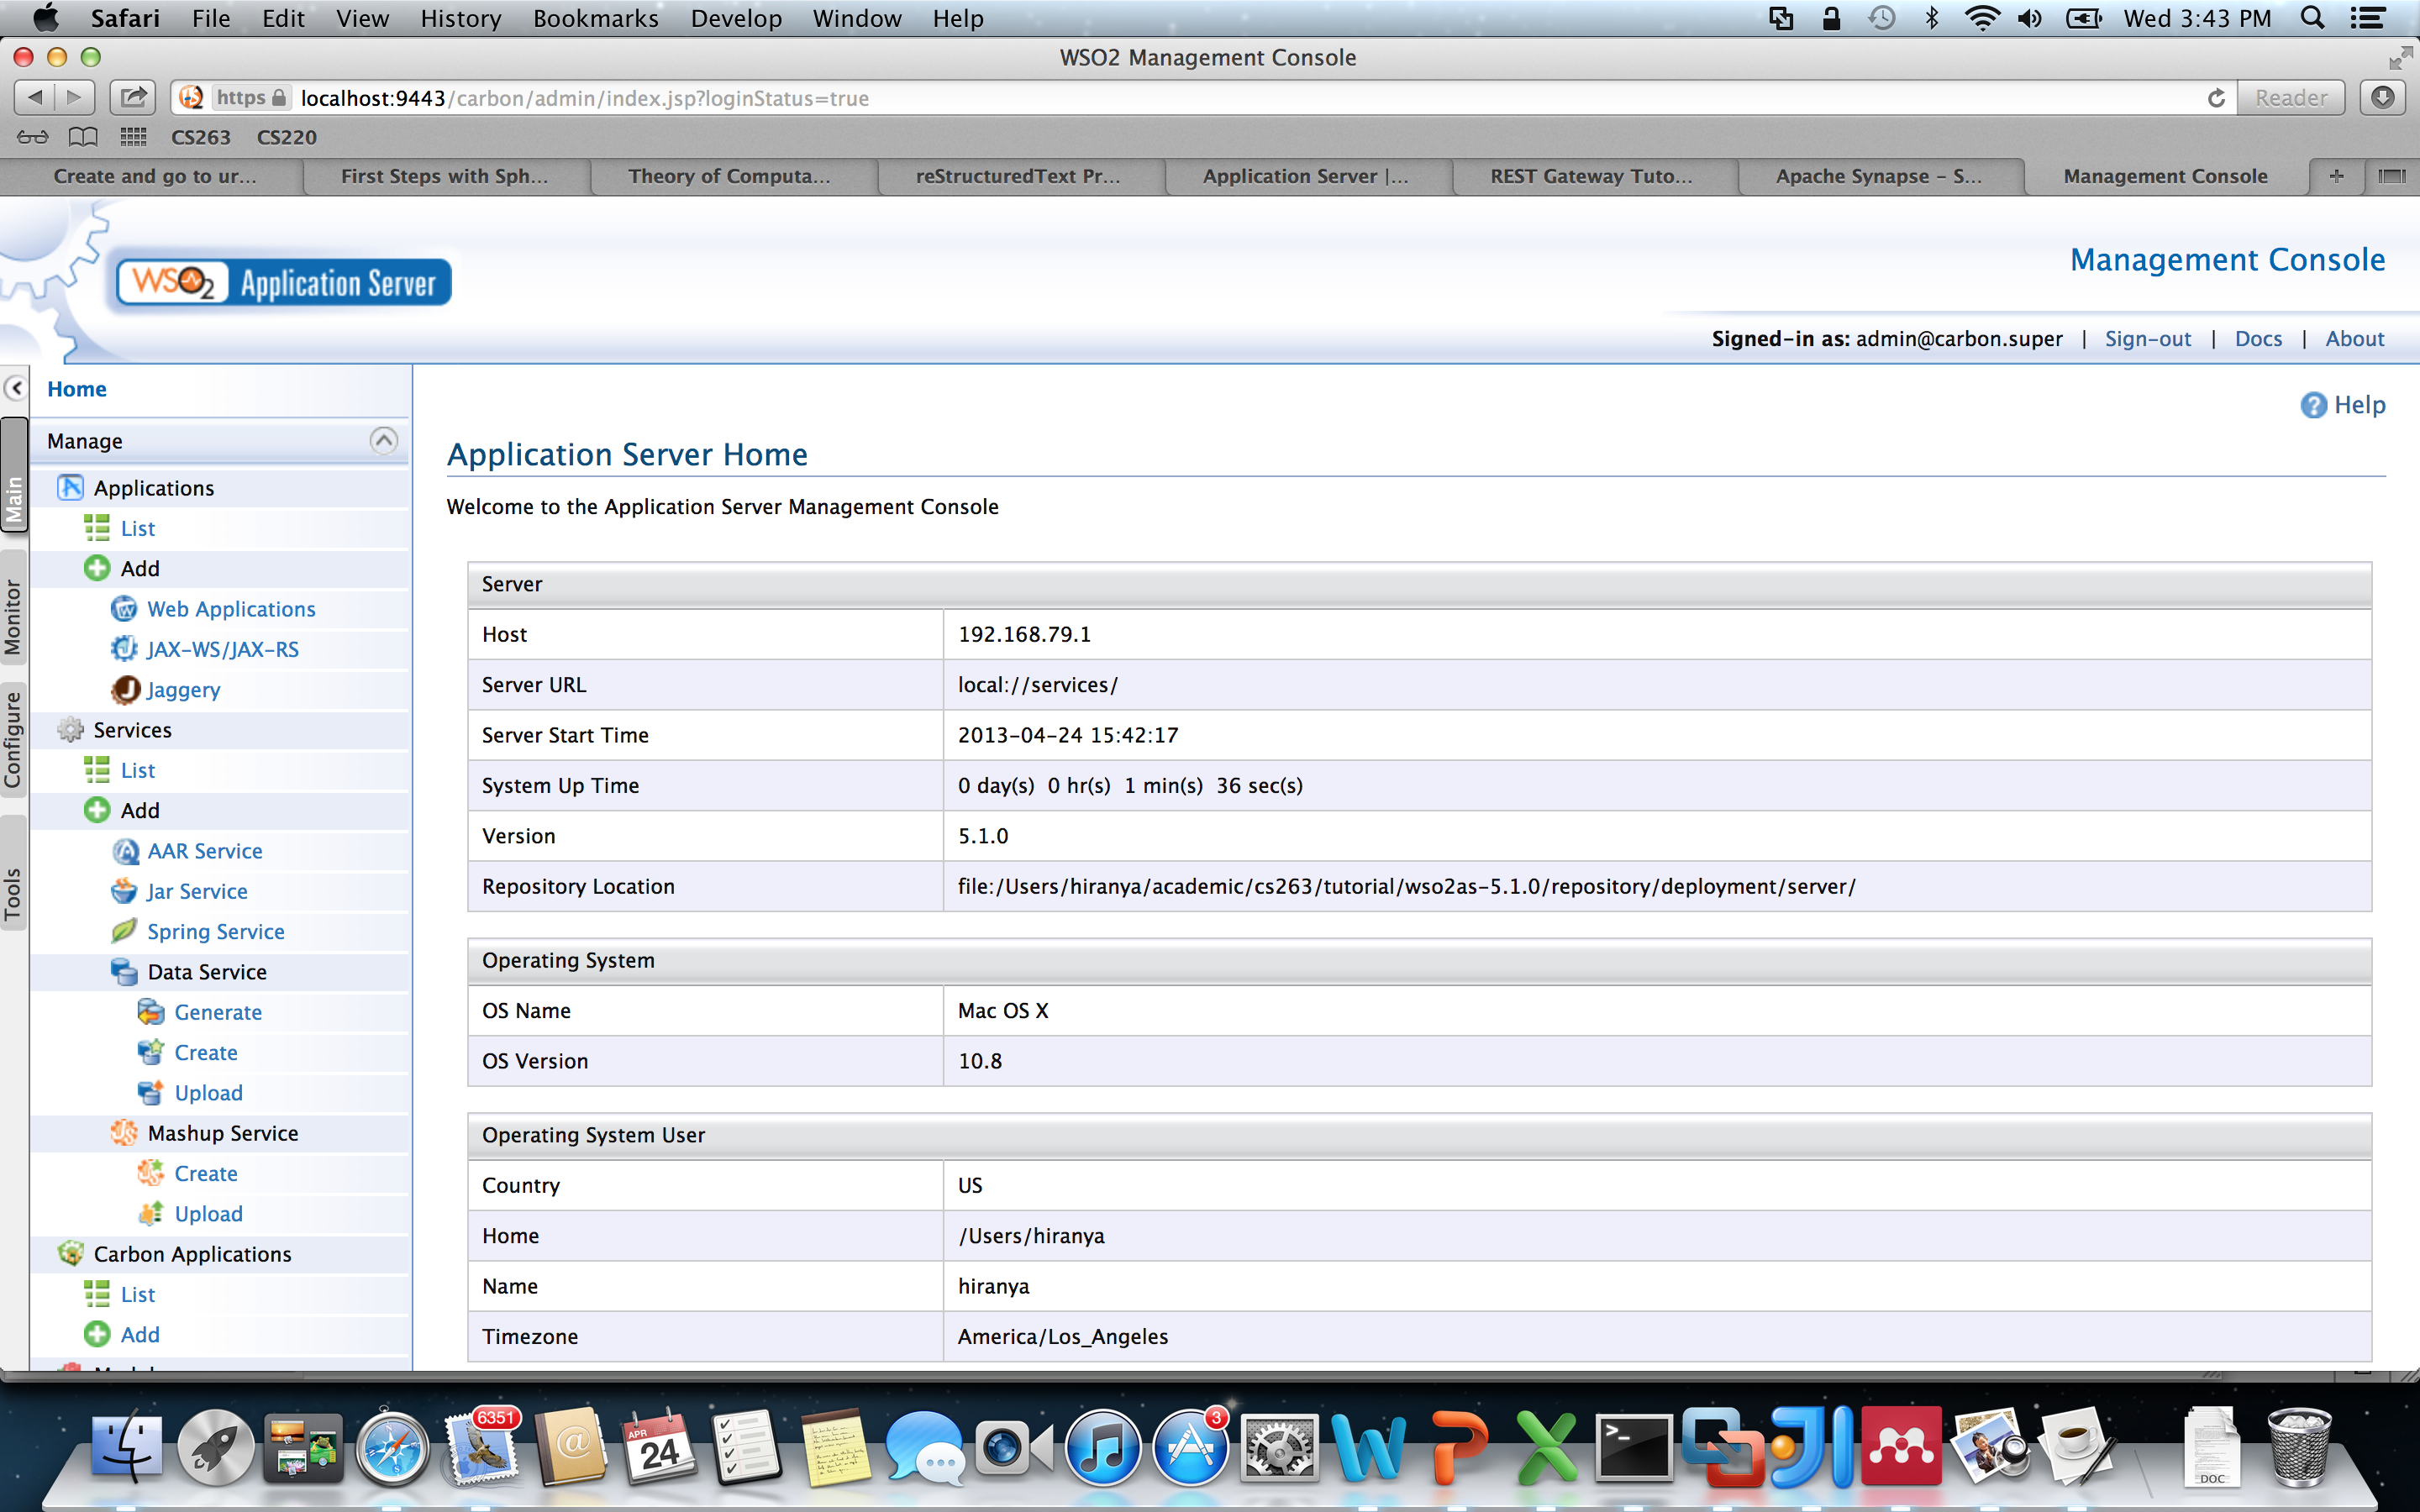 Safari File Edit View History Bookmarks Develop Window Help Wed 3:43 PM
WSO2 Management Console
https localhost:9443/carbon/admin/index.jsp?loginStatus=true Reader
CS263 CS220
Create and go to ur... First Steps with Sph... Theory of Computa... reStructuredText Pr... Application Server |... REST Gateway Tuto... Apache Synapse - S... Management Console
WSO2 Application Server
Management Console
Signed-in as: admin@carbon.super | Sign-out | Docs | About
Main
Monitor
Configure
Tools
Home
Manage
Applications
List
Add
Web Applications
JAX-WS/JAX-RS
Jaggery
Services
List
Add
AAR Service
Jar Service
Spring Service
Data Service
Generate
Create
Upload
Mashup Service
Create
Upload
Carbon Applications
List
Add
Help
Application Server Home
Welcome to the Application Server Management Console
Server
Host 192.168.79.1
Server URL local://services/
Server Start Time 2013-04-24 15:42:17
System Up Time 0 day(s) 0 hr(s) 1 min(s) 36 sec(s)
Version 5.1.0
Repository Location file:/Users/hiranya/academic/cs263/tutorial/wso2as-5.1.0/repository/deployment/server/
Operating System
OS Name Mac OS X
OS Version 10.8
Operating System User
Country US
Home /Users/hiranya
Name hiranya
Timezone America/Los_Angeles
6351
APR
24
3
DOC